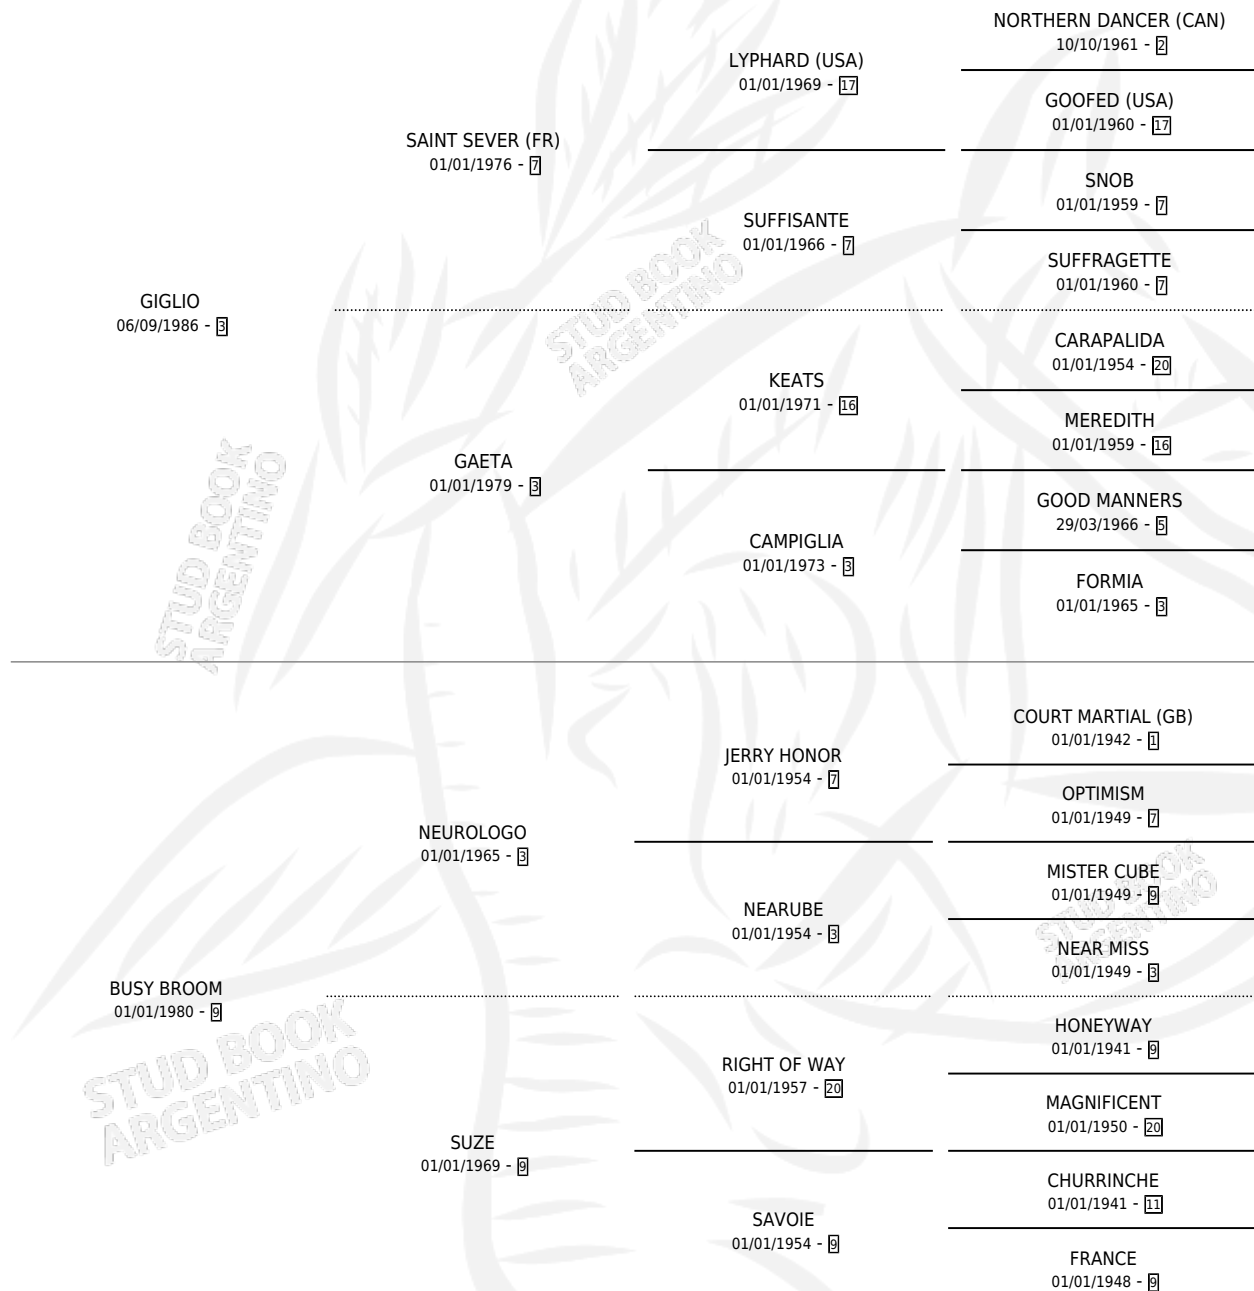 NORTHERN DANCER (CAN)
10/10/1961 - 2
LYPHARD (USA)
01/01/1969 - 17
GOOFED (USA)
01/01/1960 - 17
SAINT SEVER (FR)
01/01/1976 - 7
SNOB
01/01/1959 - 7
SUFFISANTE
01/01/1966 - 7
SUFFRAGETTE
01/01/1960 - 7
GIGLIO
06/09/1986 - 3
STUD BOOK
ARGENTINO
CARAPALIDA
01/01/1954 - 20
KEATS
01/01/1971 - 16
MEREDITH
01/01/1959 - 16
GAETA
01/01/1979 - 3
GOOD MANNERS
29/03/1966 - 5
CAMPIGLIA
01/01/1973 - 3
FORMIA
01/01/1965 - 3
STUD BOOK
ARGENTINO
COURT MARTIAL (GB)
01/01/1942 - 1
JERRY HONOR
01/01/1954 - 7
OPTIMISM
01/01/1949 - 7
NEUROLOGO
01/01/1965 - 3
MISTER CUBE
01/01/1949 - 9
NEARUBE
01/01/1954 - 3
NEAR MISS
01/01/1949 - 3
STUD BOOK
ARGENTINO
BUSY BROOM
01/01/1980 - 9
HONEYWAY
01/01/1941 - 9
RIGHT OF WAY
01/01/1957 - 20
MAGNIFICENT
01/01/1950 - 20
STUD BOOK
ARGENTINO
SUZE
01/01/1969 - 9
CHURRINCHE
01/01/1941 - 11
SAVOIE
01/01/1954 - 9
FRANCE
01/01/1948 - 9